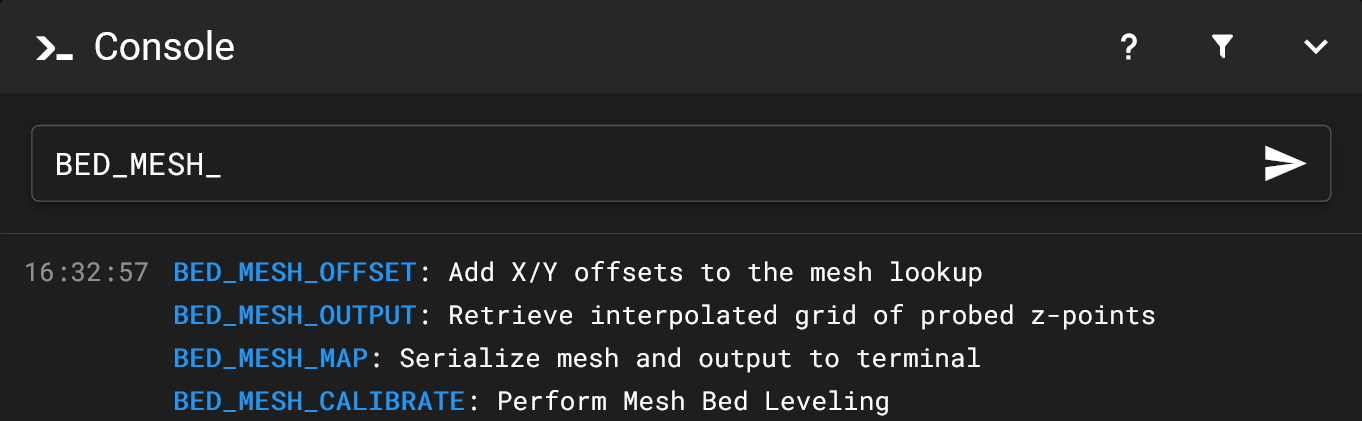 Console
?
BED_MESH_
16:32:57 BED_MESH_OFFSET: Add X/Y offsets to the mesh lookup
BED_MESH_OUTPUT: Retrieve interpolated grid of probed z-points
BED_MESH_MAP: Serialize mesh and output to terminal
BED_MESH_CALIBRATE: Perform Mesh Bed Leveling